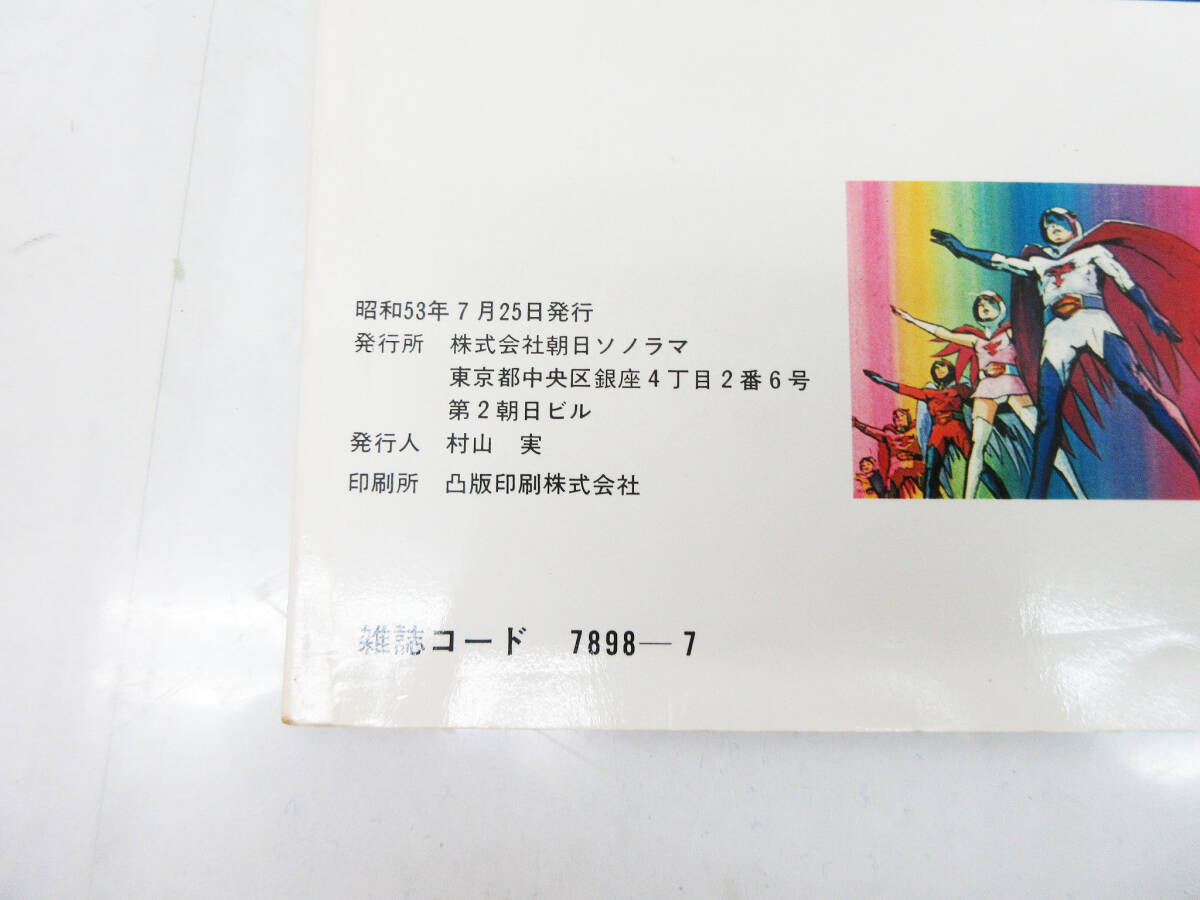 昭和53年7月25日発行
発行所 株式会社朝日ソノラマ
東京都中央区銀座4丁目2番6号
第2朝日ビル
発行人 村山 実
印刷所 凸版印刷株式会社
雑誌コード 7898—7